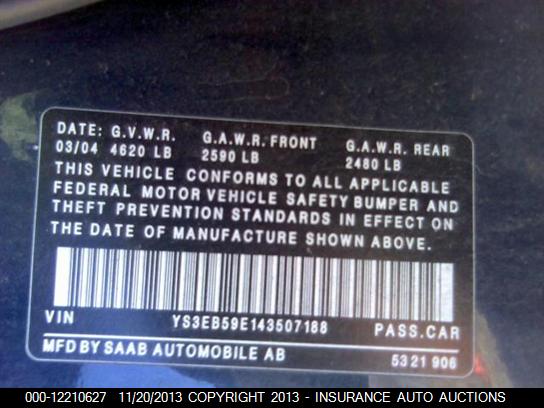 DATE: G.V.W.R. G.A.W.R. FRONT G.A.W.R. REAR
03/04 4620 LB 2590 LB 2480 LB
THIS VEHICLE CONFORMS TO ALL APPLICABLE
FEDERAL MOTOR VEHICLE SAFETY BUMPER AND
THEFT PREVENTION STANDARDS IN EFFECT ON
THE DATE OF MANUFACTURE SHOWN ABOVE.
VIN YS3EB59E143507188 PASS.CAR
MFD BY SAAB AUTOMOBILE AB 5321906
000-12210627 11/20/2013 COPYRIGHT 2013 - INSURANCE AUTO AUCTIONS